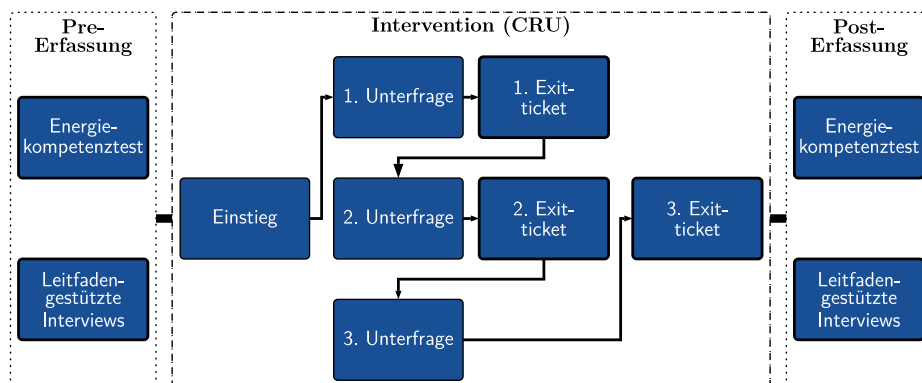 Pre-
Erfassung
Energie-
kompetenztest
Leitfaden-
gestützte
Interviews
Intervention (CRU)
Einstieg
1. Unterfrage
1. Exit-
ticket
2. Unterfrage
2. Exit-
ticket
3. Unterfrage
3. Exit-
ticket
Post-
Erfassung
Energie-
kompetenztest
Leitfaden-
gestützte
Interviews